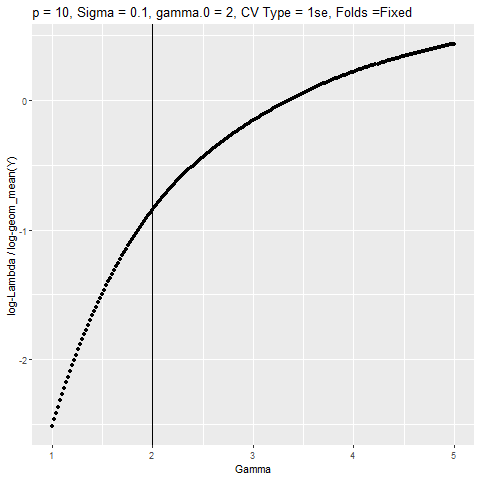 p = 10, Sigma = 0.1, gamma.0 = 2, CV Type = 1se, Folds =Fixed
log-Lambda / log-geom_mean(Y)
0
-1
-2
1
2
3
4
5
Gamma